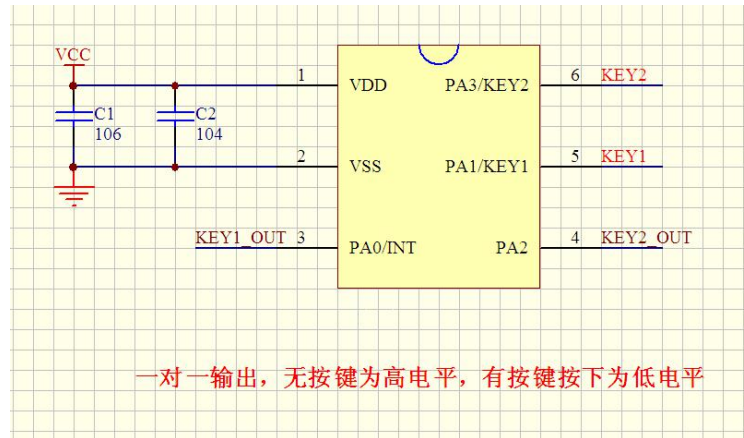 VCC
1 VDD PA3/KEY2 6 KEY2
C1 C2
106 104
2 VSS PA1/KEY1 5 KEY1
KEY1_OUT 3 PA0/INT PA2 4 KEY2_OUT
一对一输出，无按键为高电平，有按键按下为低电平